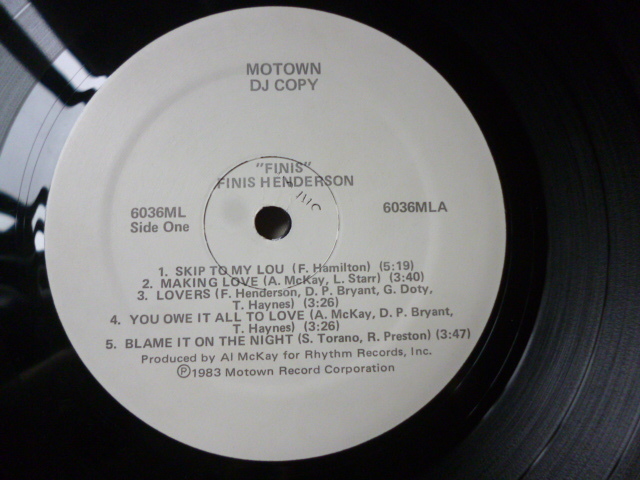 MOTOWN
DJ COPY
"FINIS"
FINIS HENDERSON
6036ML
Side One
6036MLA
1. SKIP TO MY LOU (F. Hamilton) (5:19)
2. MAKING LOVE (A. McKay, L. Starr) (3:40)
3. LOVERS (F. Henderson, D. P. Bryant, G. Doty,
T. Haynes) (3:26)
4. YOU OWE IT ALL TO LOVE (A. McKay, D. P. Bryant,
T. Haynes) (3:26)
5. BLAME IT ON THE NIGHT (S. Torano, R. Preston) (3:47)
Produced by Al McKay for Rhythm Records, Inc.
Ⓟ1983 Motown Record Corporation